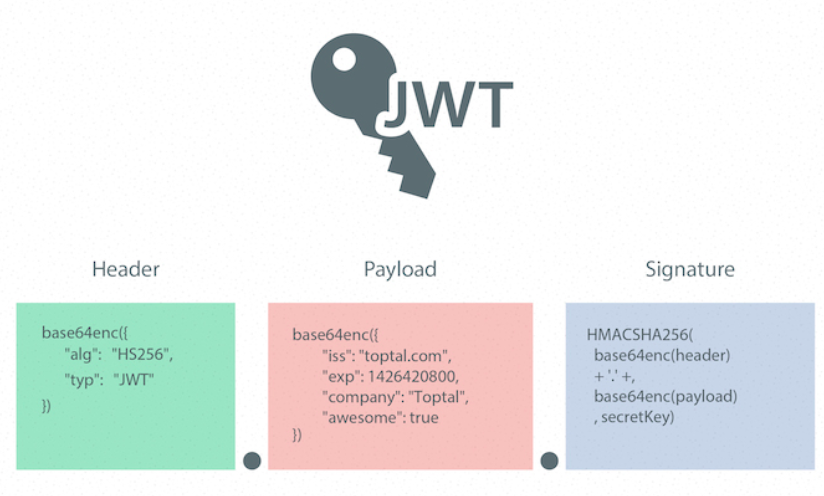 JWT
Header
Payload
Signature
base64enc({
"alg": "HS256",
"typ": "JWT"
})
base64enc({
"iss": "toptal.com",
"exp": 1426420800,
"company": "Toptal",
"awesome": true
})
HMACSHA256(
base64enc(header)
+ '.' +,
base64enc(payload)
, secretKey)